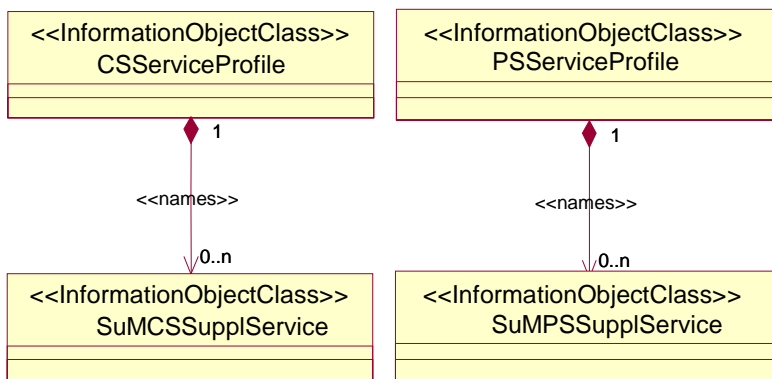 <<InformationObjectClass>>
CSServiceProfile
1
<<names>>
0..n
<<InformationObjectClass>>
SuMCSSupplService
<<InformationObjectClass>>
PSServiceProfile
1
<<names>>
0..n
<<InformationObjectClass>>
SuMPSSupplService